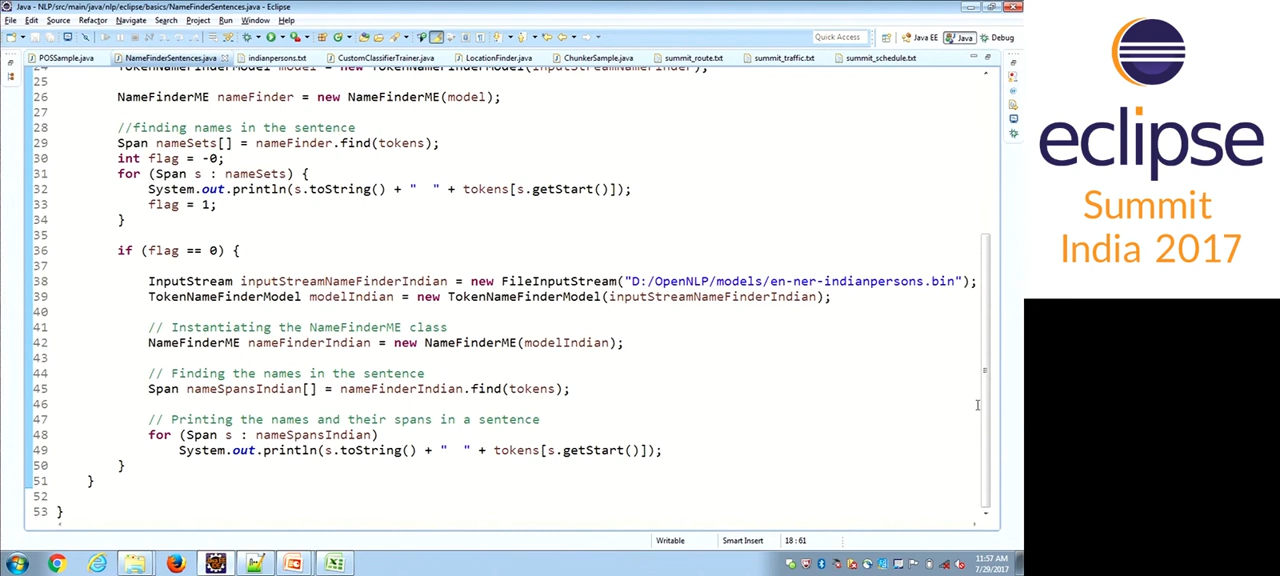 Java - NLP/src/main/java/nlp/eclipse/basics/NameFinderSentences.java - Eclipse
File Edit Source Refactor Navigate Search Project Run Window Help
Quick Access Java EE Java Debug
POSSample.java NameFinderSentences.java indianpersons.txt CustomClassifierTrainer.java LocationFinder.java ChunkerSample.java summit_route.txt summit_traffic.txt summit_schedule.txt
24 TokenNameFinderModel model = new TokenNameFinderModel(inputStreamNameFinder);
25
26 NameFinderME nameFinder = new NameFinderME(model);
27
28 //finding names in the sentence
29 Span nameSets[] = nameFinder.find(tokens);
30 int flag = -0;
31 for (Span s : nameSets) {
32 System.out.println(s.toString() + "  " + tokens[s.getStart()]);
33 flag = 1;
34 }
35
36 if (flag == 0) {
37
38 InputStream inputStreamNameFinderIndian = new FileInputStream("D:/OpenNLP/models/en-ner-indianpersons.bin");
39 TokenNameFinderModel modelIndian = new TokenNameFinderModel(inputStreamNameFinderIndian);
40
41 // Instantiating the NameFinderME class
42 NameFinderME nameFinderIndian = new NameFinderME(modelIndian);
43
44 // Finding the names in the sentence
45 Span nameSpansIndian[] = nameFinderIndian.find(tokens);
46
47 // Printing the names and their spans in a sentence
48 for (Span s : nameSpansIndian)
49 System.out.println(s.toString() + "  " + tokens[s.getStart()]);
50 }
51 }
52
53 }
Writable Smart Insert 18 : 61
11:57 AM
7/29/2017
eclipse
Summit
India 2017